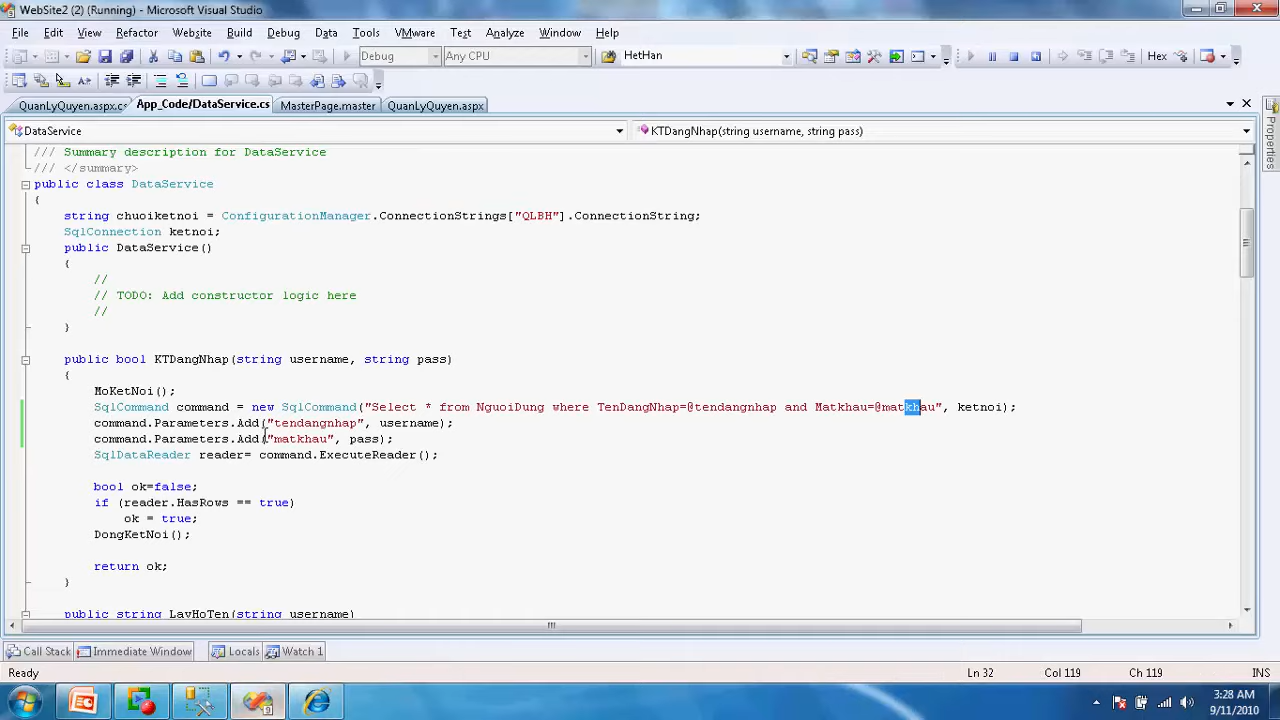 WebSite2 (2) (Running) - Microsoft Visual Studio
File Edit View Refactor Website Build Debug Data Tools VMware Test Analyze Window Help
Debug Any CPU HetHan Hex
QuanLyQuyen.aspx.cs App_Code/DataService.cs MasterPage.master QuanLyQuyen.aspx
DataService KTDangNhap(string username, string pass)
Properties
/// Summary description for DataService
/// </summary>
public class DataService
{
string chuoiketnoi = ConfigurationManager.ConnectionStrings["QLBH"].ConnectionString;
SqlConnection ketnoi;
public DataService()
{
//
// TODO: Add constructor logic here
//
}
public bool KTDangNhap(string username, string pass)
{
MoKetNoi();
SqlCommand command = new SqlCommand("Select * from NguoiDung where TenDangNhap=@tendangnhap and Matkhau=@matkhau", ketnoi);
command.Parameters.Add("tendangnhap", username);
command.Parameters.Add("matkhau", pass);
SqlDataReader reader= command.ExecuteReader();
bool ok=false;
if (reader.HasRows == true)
ok = true;
DongKetNoi();
return ok;
}
public string LayHoTen(string username)
Call Stack Immediate Window Locals Watch 1
Ready Ln 32 Col 119 Ch 119 INS
3:28 AM
9/11/2010